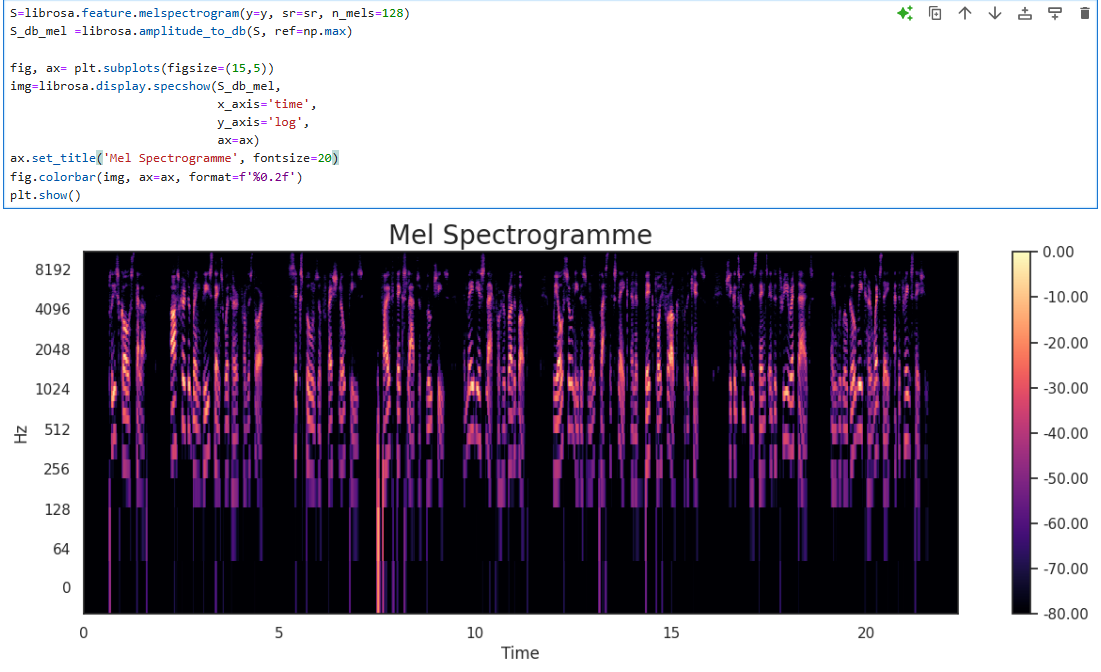 S=librosa.feature.melspectrogram(y=y, sr=sr, n_mels=128)
S_db_mel =librosa.amplitude_to_db(S, ref=np.max)
fig, ax= plt.subplots(figsize=(15,5))
img=librosa.display.specshow(S_db_mel,
x_axis='time',
y_axis='log',
ax=ax)
ax.set_title('Mel Spectrogramme', fontsize=20)
fig.colorbar(img, ax=ax, format=f'%0.2f')
plt.show()
Mel Spectrogramme
8192
4096
2048
1024
512
256
128
64
0
Hz
0 5 10 15 20
Time
0.00
-10.00
-20.00
-30.00
-40.00
-50.00
-60.00
-70.00
-80.00